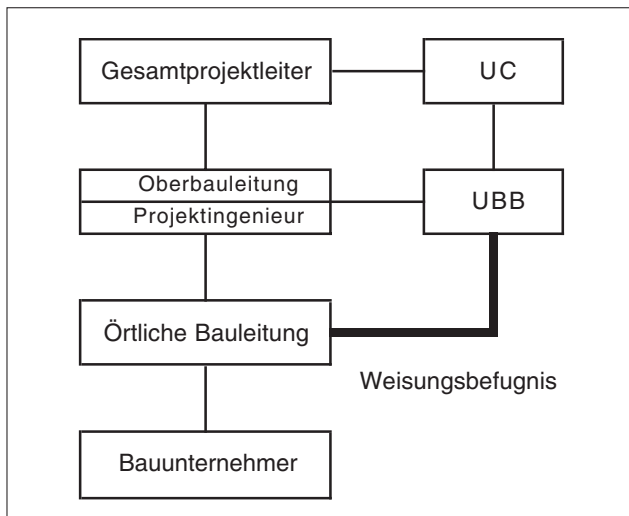 Gesamtprojektleiter
UC
Oberbauleitung
Projektingenieur
UBB
Örtliche Bauleitung
Weisungsbefugnis
Bauunternehmer